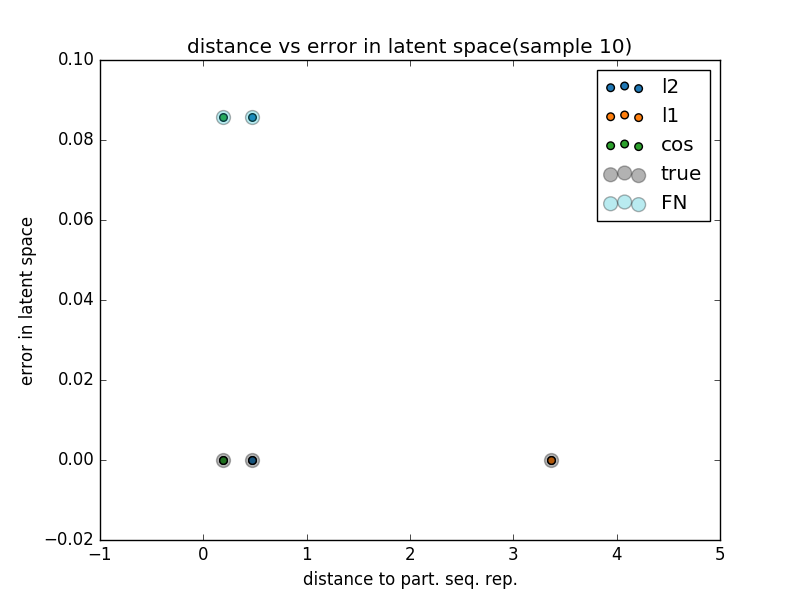 distance vs error in latent space(sample 10)
0.10
0.08
0.06
0.04
0.02
0.00
−0.02
error in latent space
l2
l1
cos
true
FN
−1 0 1 2 3 4 5
distance to part. seq. rep.